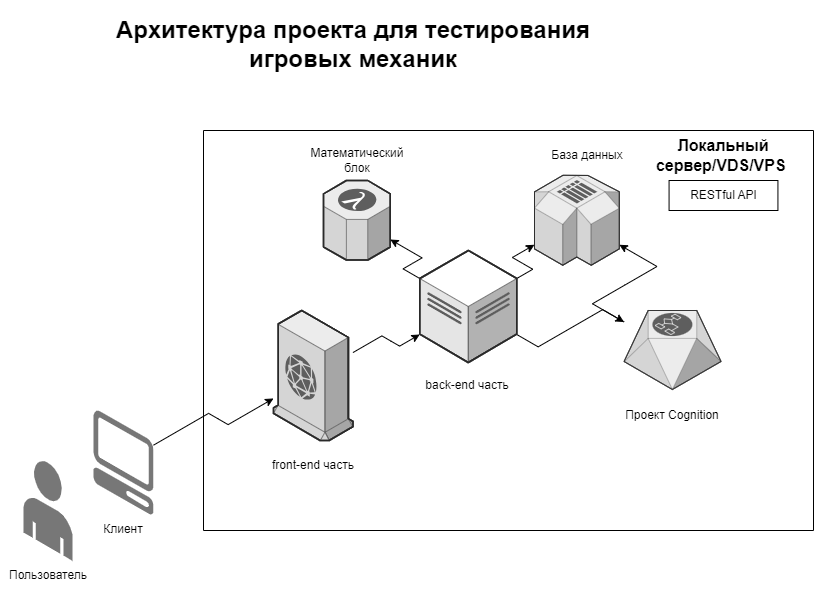 Архитектура проекта для тестирования
игровых механик
Математический
блок
База данных
Локальный
сервер/VDS/VPS
RESTful API
back-end часть
Проект Cognition
front-end часть
Клиент
Пользователь